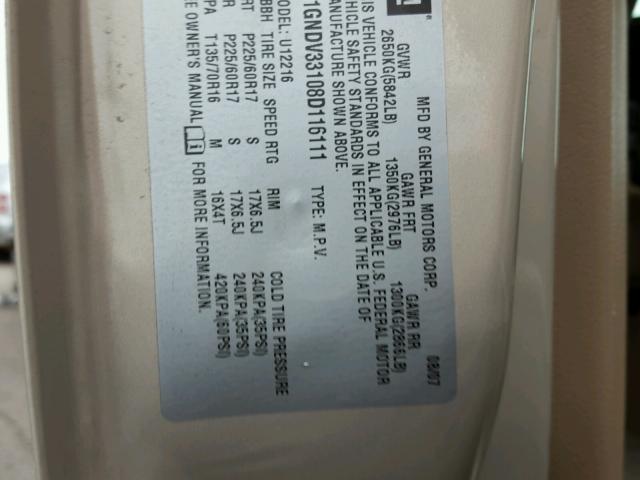 MFD BY GENERAL MOTORS CORP. 08/07
GVWR GAWR FRT GAWR RR
2650KG(5842LB) 1350KG(2976LB) 1300KG(2866LB)
IS VEHICLE CONFORMS TO ALL APPLICABLE U.S. FEDERAL MOTOR
EHICLE SAFETY STANDARDS IN EFFECT ON THE DATE OF
ANUFACTURE SHOWN ABOVE.
1GNDV33108D116111 TYPE: M.P.V.
MODEL: U12216
BBH TIRE SIZE SPEED RTG RIM COLD TIRE PRESSURE
RT P225/60R17 S 17X6.5J 240KPA(35PSI)
R P225/60R17 S 17X6.5J 240KPA(35PSI)
PA T135/70R16 M 16X4T 420KPA(60PSI)
E OWNER'S MANUAL i FOR MORE INFORMATION.